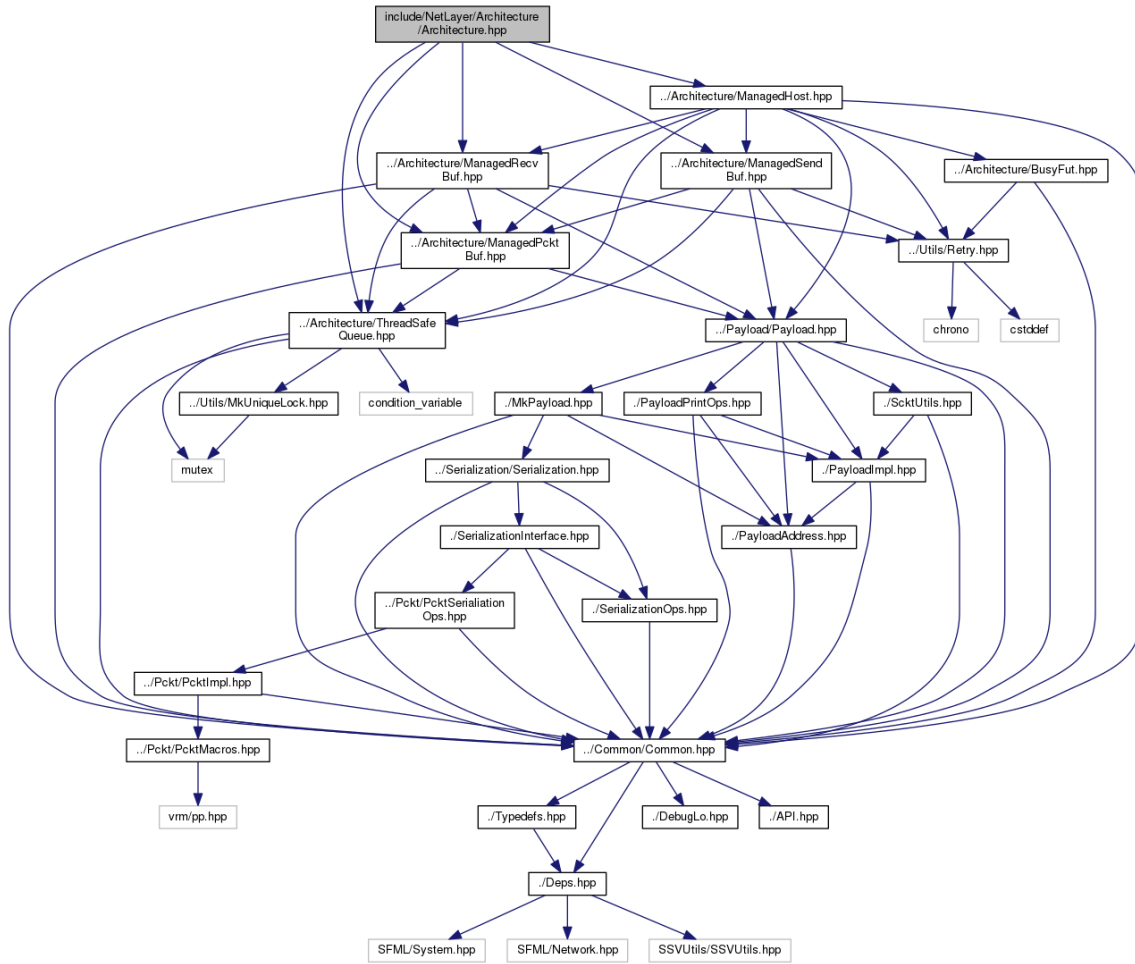 include/NetLayer/Architecture
/Architecture.hpp
../Architecture/ManagedHost.hpp
../Architecture/ManagedRecv
Buf.hpp
../Architecture/ManagedSend
Buf.hpp
../Architecture/BusyFut.hpp
../Architecture/ManagedPckt
Buf.hpp
../Utils/Retry.hpp
../Architecture/ThreadSafe
Queue.hpp
../Payload/Payload.hpp
chrono
cstddef
../Utils/MkUniqueLock.hpp
condition_variable
./MkPayload.hpp
./PayloadPrintOps.hpp
./ScktUtils.hpp
mutex
../Serialization/Serialization.hpp
./PayloadImpl.hpp
./SerializationInterface.hpp
./PayloadAddress.hpp
../Pckt/PcktSerialiation
Ops.hpp
./SerializationOps.hpp
../Pckt/PcktImpl.hpp
../Pckt/PcktMacros.hpp
../Common/Common.hpp
vrm/pp.hpp
./Typedefs.hpp
./DebugLo.hpp
./API.hpp
./Deps.hpp
SFML/System.hpp
SFML/Network.hpp
SSVUtils/SSVUtils.hpp